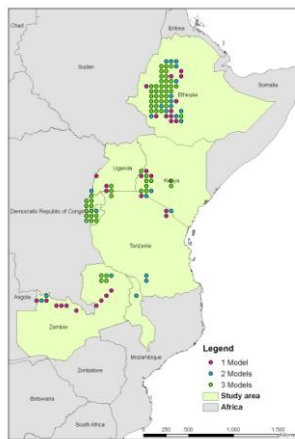 Chad
Eritrea
Sudan
Ethiopia
Somalia
Uganda
Kenya
Democratic Republic of Congo
Tanzania
Angola
Zambia
Mozambique
Zimbabwe
Botswana
South Africa
Legend
1 Model
2 Models
3 Models
Study area
Africa
0
500
1,000
1,500